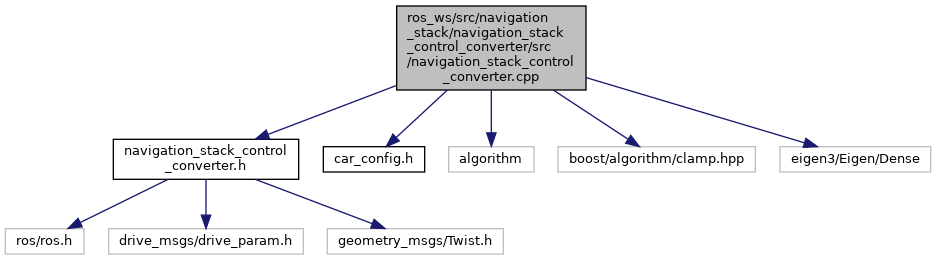 ros_ws/src/navigation
_stack/navigation_stack
_control_converter/src
/navigation_stack_control
_converter.cpp
navigation_stack_control
_converter.h
car_config.h
algorithm
boost/algorithm/clamp.hpp
eigen3/Eigen/Dense
ros/ros.h
drive_msgs/drive_param.h
geometry_msgs/Twist.h